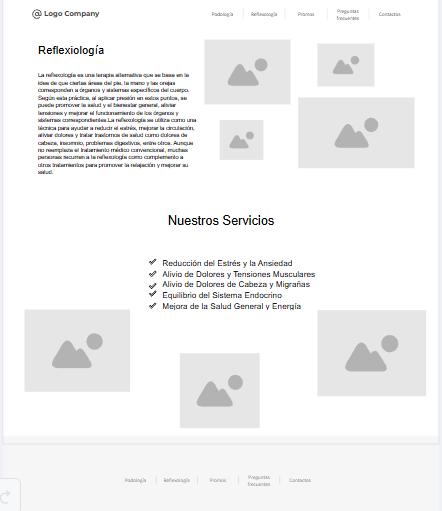 @ Logo Company
Podología
Reflexología
Promos
Preguntas
frecuentes
Contactos
Reflexiología
La reflexología es una terapia alternativa que se basa en la
idea de que ciertas áreas del pie, la mano y las orejas
corresponden a órganos y sistemas específicos del cuerpo.
Según esta práctica, al aplicar presión en estos puntos, se
puede promover la salud y el bienestar general, aliviar
tensiones y mejorar el funcionamiento de los órganos y
sistemas correspondientes.La reflexología se utiliza como una
técnica para ayudar a reducir el estrés, mejorar la circulación,
aliviar dolores y tratar trastornos de salud como dolores de
cabeza, insomnio, problemas digestivos, entre otros. Aunque
no reemplaza el tratamiento médico convencional, muchas
personas recurren a la reflexología como complemento a
otros tratamientos para promover la relajación y mejorar su
salud.
Nuestros Servicios
Reducción del Estrés y la Ansiedad
Alivio de Dolores y Tensiones Musculares
Alivio de Dolores de Cabeza y Migrañas
Equilibrio del Sistema Endocrino
Mejora de la Salud General y Energía
Podología
Reflexología
Promos
Preguntas
frecuentes
Contactos